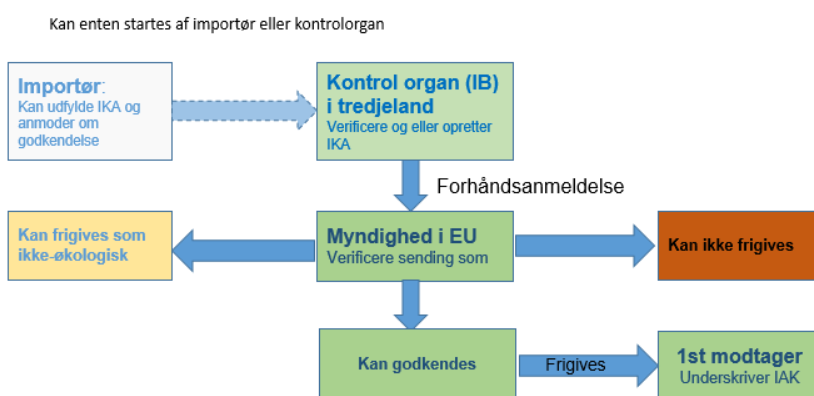 Kan enten startes af importør eller kontrolorgan
Importør:
Kan udfylde IKA og
anmoder om
godkendelse
Kontrol organ (IB)
i tredjeland
Verificere og eller opretter
IKA
Forhåndsanmeldelse
Kan frigives som
ikke-økologisk
Myndighed i EU
Verificere sending som
Kan ikke frigives
Kan godkendes
Frigives
1st modtager
Underskriver IAK